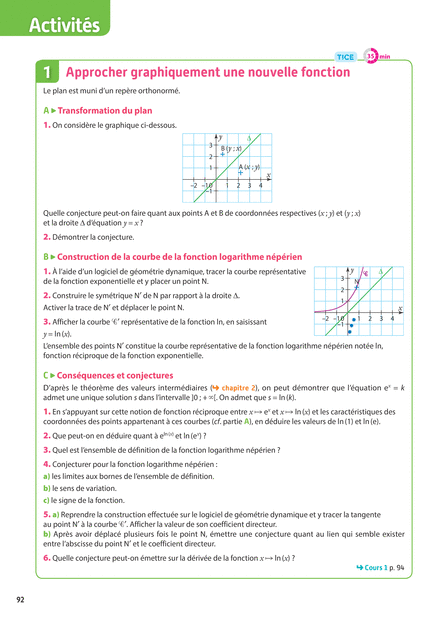 Activités
TICE 35 min
1 Approcher graphiquement une nouvelle fonction
Le plan est muni d'un repère orthonormé.
A ▸ Transformation du plan
1. On considère le graphique ci-dessous.
y Δ
3 B (y ; x)
2
1 A (x ; y)
x
–2 –1 0 1 2 3 4
–1
Quelle conjecture peut-on faire quant aux points A et B de coordonnées respectives (x ; y) et (y ; x)
et la droite Δ d'équation y = x ?
2. Démontrer la conjecture.
B ▸ Construction de la courbe de la fonction logarithme népérien
1. À l'aide d'un logiciel de géométrie dynamique, tracer la courbe représentative
de la fonction exponentielle et y placer un point N.
2. Construire le symétrique N′ de N par rapport à la droite Δ.
Activer la trace de N′ et déplacer le point N.
3. Afficher la courbe 𝒞′ représentative de la fonction ln, en saisissant
y = ln (x).
y 𝒞 Δ
3 N
2
1
x
–2 –1 0 1 2 3 4
–1
L'ensemble des points N′ constitue la courbe représentative de la fonction logarithme népérien notée ln,
fonction réciproque de la fonction exponentielle.
C ▸ Conséquences et conjectures
D'après le théorème des valeurs intermédiaires (↪ chapitre 2), on peut démontrer que l'équation eˣ = k
admet une unique solution s dans l'intervalle ]0 ; +∞[. On admet que s = ln (k).
1. En s'appuyant sur cette notion de fonction réciproque entre x ↦ eˣ et x ↦ ln (x) et les caractéristiques des
coordonnées des points appartenant à ces courbes (cf. partie A), en déduire les valeurs de ln (1) et ln (e).
2. Que peut-on en déduire quant à e^ln (x) et ln (eˣ) ?
3. Quel est l'ensemble de définition de la fonction logarithme népérien ?
4. Conjecturer pour la fonction logarithme népérien :
a) les limites aux bornes de l'ensemble de définition.
b) le sens de variation.
c) le signe de la fonction.
5. a) Reprendre la construction effectuée sur le logiciel de géométrie dynamique et y tracer la tangente
au point N′ à la courbe 𝒞′. Afficher la valeur de son coefficient directeur.
b) Après avoir déplacé plusieurs fois le point N, émettre une conjecture quant au lien qui semble exister
entre l'abscisse du point N′ et le coefficient directeur.
6. Quelle conjecture peut-on émettre sur la dérivée de la fonction x ↦ ln (x) ?
↪ Cours 1 p. 94
92